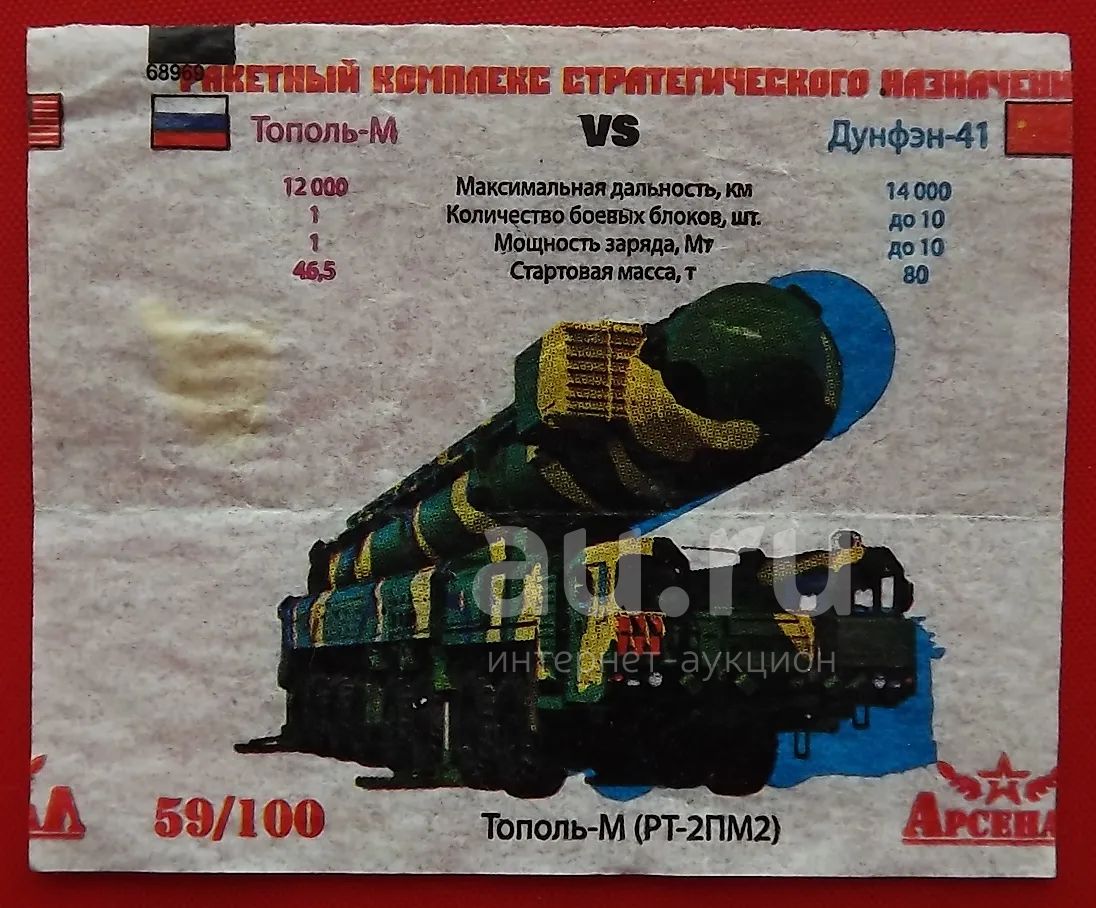 68969
РАКЕТНЫЙ КОМПЛЕКС СТРАТЕГИЧЕСКОГО НАЗНАЧЕНИ
Тополь-М VS Дунфэн-41
12 000 Максимальная дальность, км 14 000
1 Количество боевых блоков, шт. до 10
1 Мощность заряда, Мт до 10
46,5 Стартовая масса, т 80
au.ru
интернет-аукцион
АЛ 59/100 Тополь-М (РТ-2ПМ2) АРСЕНА